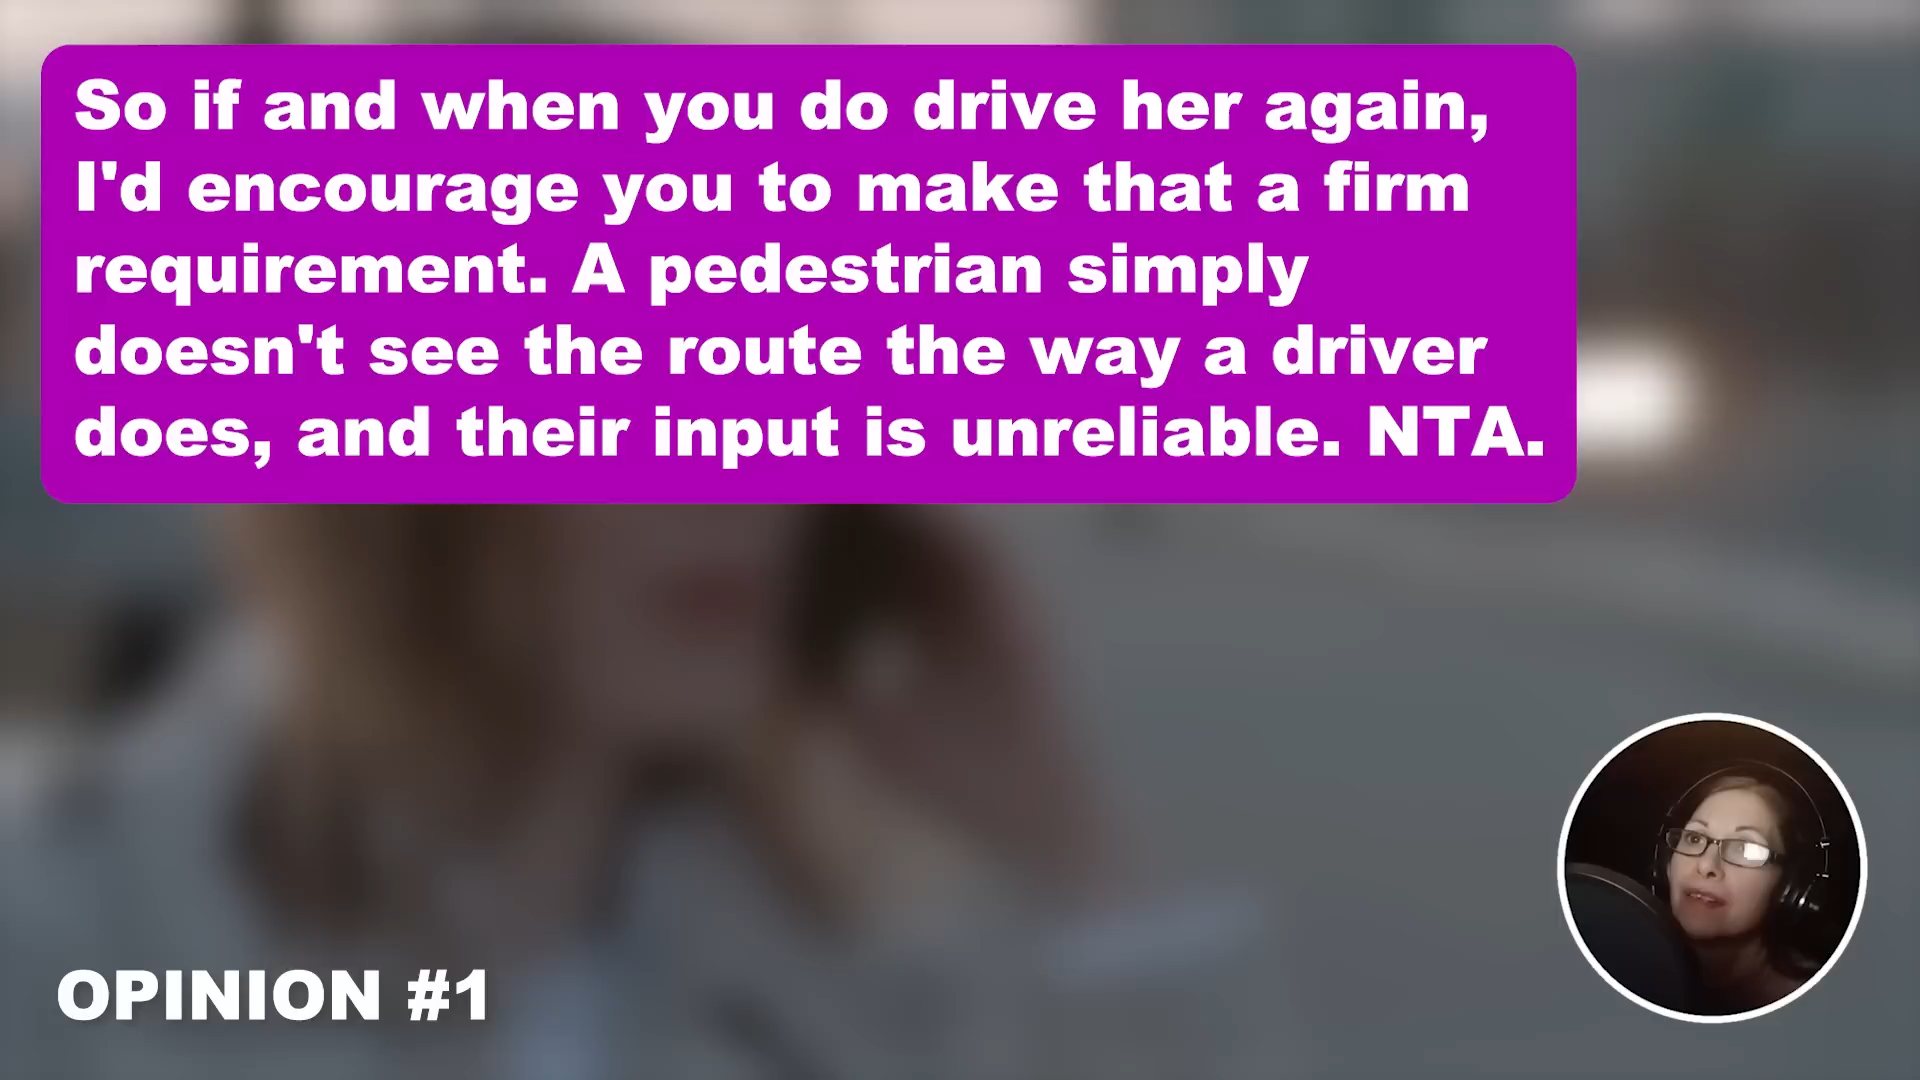 So if and when you do drive her again,
I'd encourage you to make that a firm
requirement. A pedestrian simply
doesn't see the route the way a driver
does, and their input is unreliable. NTA.
OPINION #1